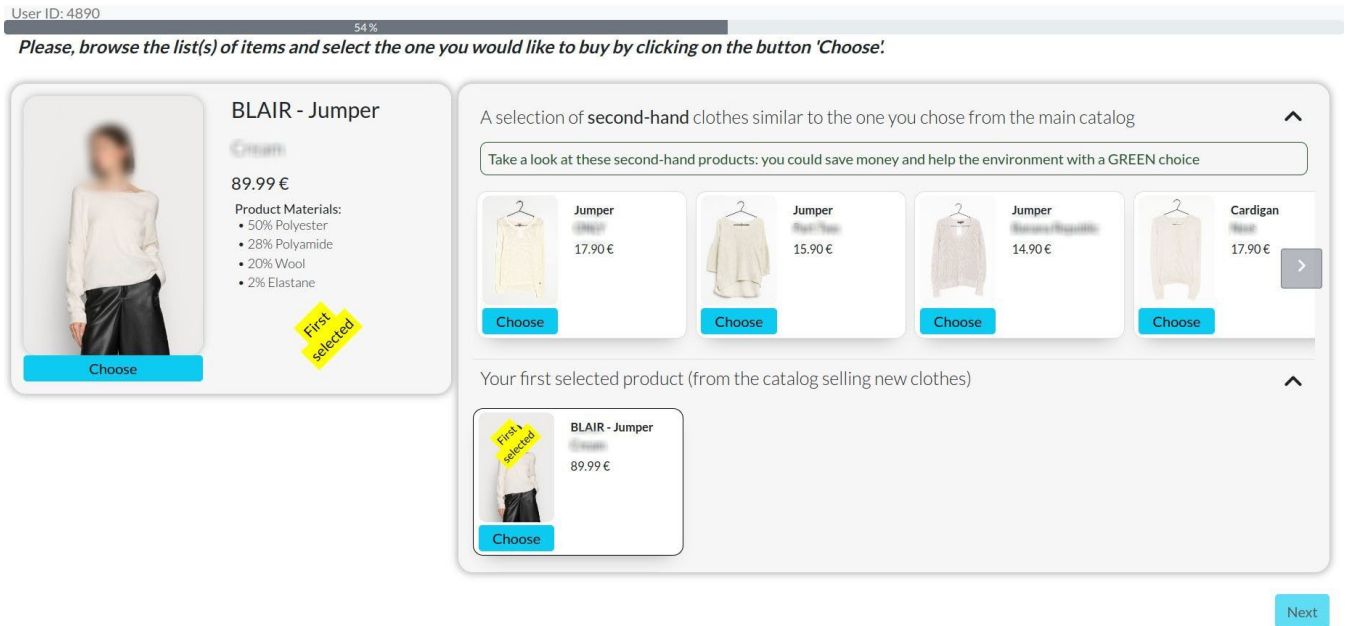 User ID: 4890
54 %
Please, browse the list(s) of items and select the one you would like to buy by clicking on the button 'Choose'.
BLAIR - Jumper
89.99 €
Product Materials:
• 50% Polyester
• 28% Polyamide
• 20% Wool
• 2% Elastane
First
selected
Choose
A selection of second-hand clothes similar to the one you chose from the main catalog
Take a look at these second-hand products: you could save money and help the environment with a GREEN choice
Jumper
17.90 €
Choose
Jumper
15.90 €
Choose
Jumper
14.90 €
Choose
Cardigan
17.90 €
Choose
Your first selected product (from the catalog selling new clothes)
First
selected
BLAIR - Jumper
89.99 €
Choose
Next